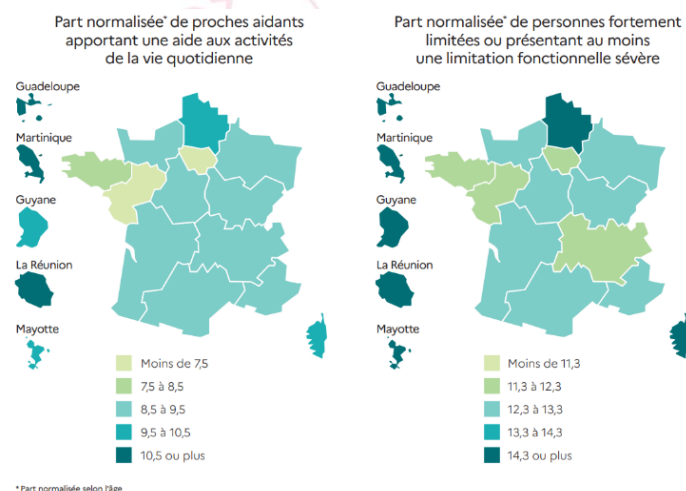 Part normalisée* de proches aidants
apportant une aide aux activités
de la vie quotidienne
Guadeloupe
Martinique
Guyane
La Réunion
Mayotte
Moins de 7,5
7,5 à 8,5
8,5 à 9,5
9,5 à 10,5
10,5 ou plus
Part normalisée* de personnes fortement
limitées ou présentant au moins
une limitation fonctionnelle sévère
Guadeloupe
Martinique
Guyane
La Réunion
Mayotte
Moins de 11,3
11,3 à 12,3
12,3 à 13,3
13,3 à 14,3
14,3 ou plus
* Part normalisée selon l'âge